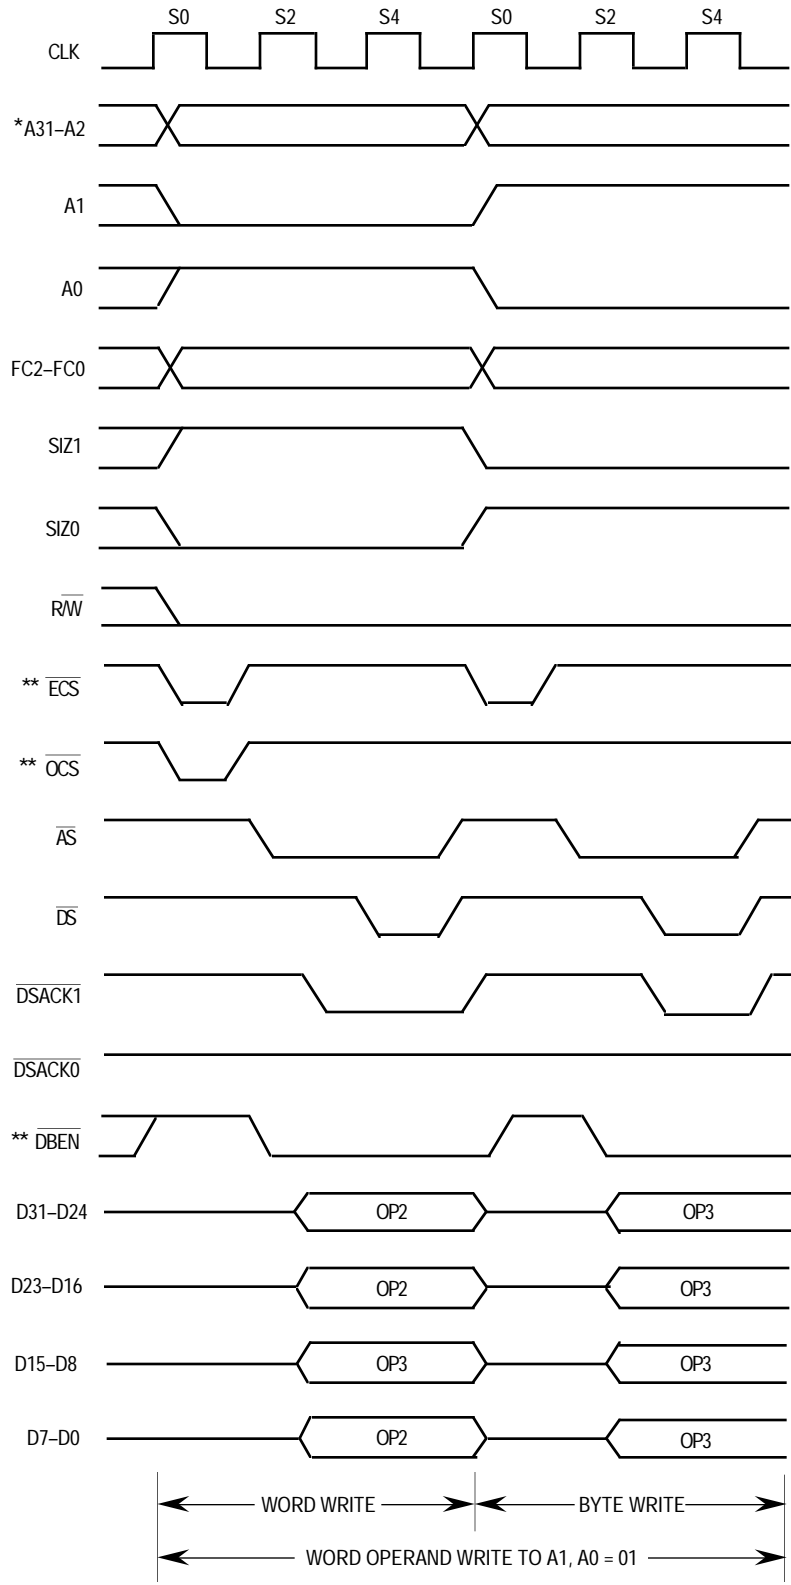 S0 S2 S4 S0 S2 S4
CLK
*A31–A2
A1
A0
FC2–FC0
SIZ1
SIZ0
R/W
** ECS
** OCS
AS
DS
DSACK1
DSACK0
** DBEN
D31–D24 OP2 OP3
D23–D16 OP2 OP3
D15–D8 OP3 OP3
D7–D0 OP2 OP3
WORD WRITE BYTE WRITE
WORD OPERAND WRITE TO A1, A0 = 01